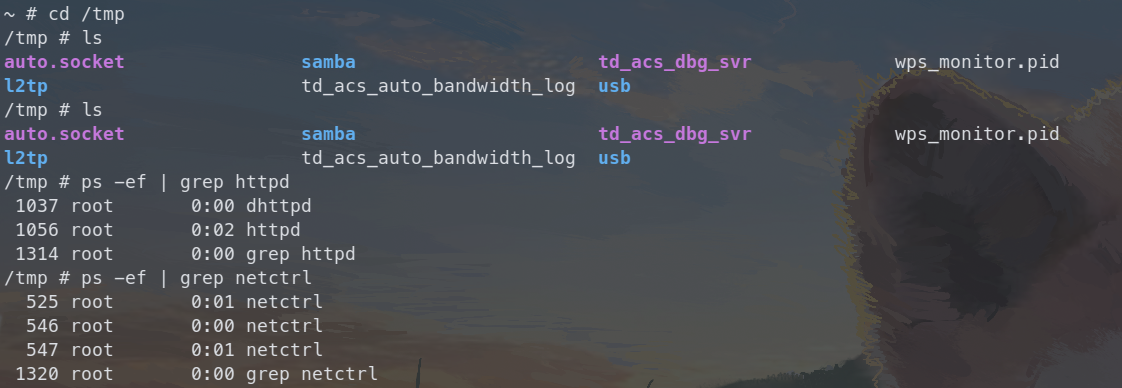 ~ # cd /tmp
/tmp # ls
auto.socket                samba                      td_acs_dbg_svr             wps_monitor.pid
l2tp                       td_acs_auto_bandwidth_log  usb
/tmp # ls
auto.socket                samba                      td_acs_dbg_svr             wps_monitor.pid
l2tp                       td_acs_auto_bandwidth_log  usb
/tmp # ps -ef | grep httpd
 1037 root       0:00 dhttpd
 1056 root       0:02 httpd
 1314 root       0:00 grep httpd
/tmp # ps -ef | grep netctrl
  525 root       0:01 netctrl
  546 root       0:00 netctrl
  547 root       0:01 netctrl
 1320 root       0:00 grep netctrl